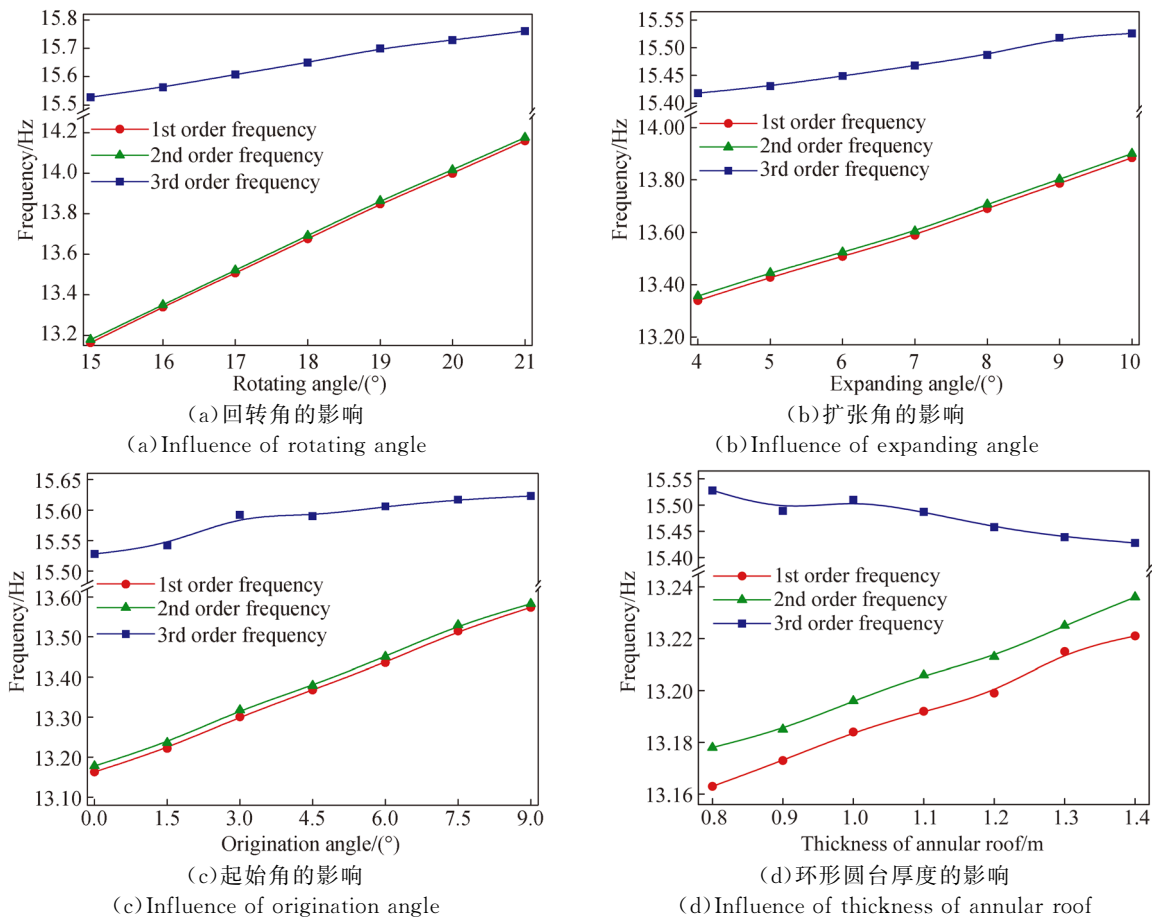 15.8
15.7
15.6
15.5
14.2
14.0
13.8
13.6
13.4
13.2
Frequency/Hz
1st order frequency
2nd order frequency
3rd order frequency
15 16 17 18 19 20 21
Rotating angle/(°)
(a)回转角的影响
(a)Influence of rotating angle
15.55
15.50
15.45
15.40
14.00
13.80
13.60
13.40
13.20
Frequency/Hz
1st order frequency
2nd order frequency
3rd order frequency
4 5 6 7 8 9 10
Expanding angle/(°)
(b)扩张角的影响
(b)Influence of expanding angle
15.65
15.60
15.55
15.50
13.60
13.50
13.40
13.30
13.20
13.10
Frequency/Hz
1st order frequency
2nd order frequency
3rd order frequency
0.0 1.5 3.0 4.5 6.0 7.5 9.0
Origination angle/(°)
(c)起始角的影响
(c)Influence of origination angle
15.55
15.50
15.45
15.40
13.24
13.22
13.20
13.18
13.16
Frequency/Hz
1st order frequency
2nd order frequency
3rd order frequency
0.8 0.9 1.0 1.1 1.2 1.3 1.4
Thickness of annular roof/m
(d)环形圆台厚度的影响
(d)Influence of thickness of annular roof